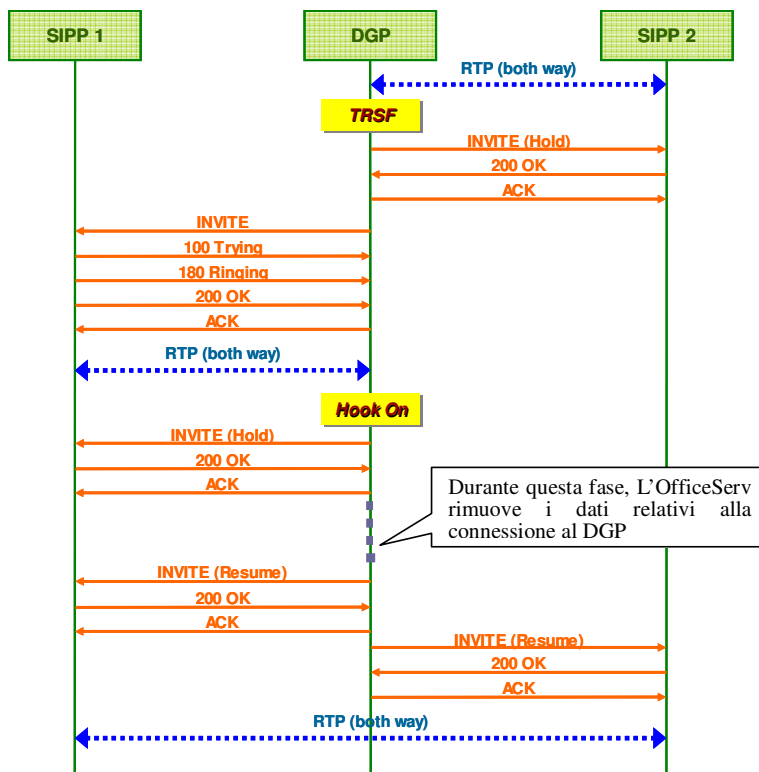 SIPP 1
DGP
SIPP 2
RTP (both way)
TRSF
INVITE (Hold)
200 OK
ACK
INVITE
100 Trying
180 Ringing
200 OK
ACK
RTP (both way)
Hook On
INVITE (Hold)
200 OK
ACK
Durante questa fase, L'OfficeServ
rimuove i dati relativi alla
connessione al DGP
INVITE (Resume)
200 OK
ACK
INVITE (Resume)
200 OK
ACK
RTP (both way)